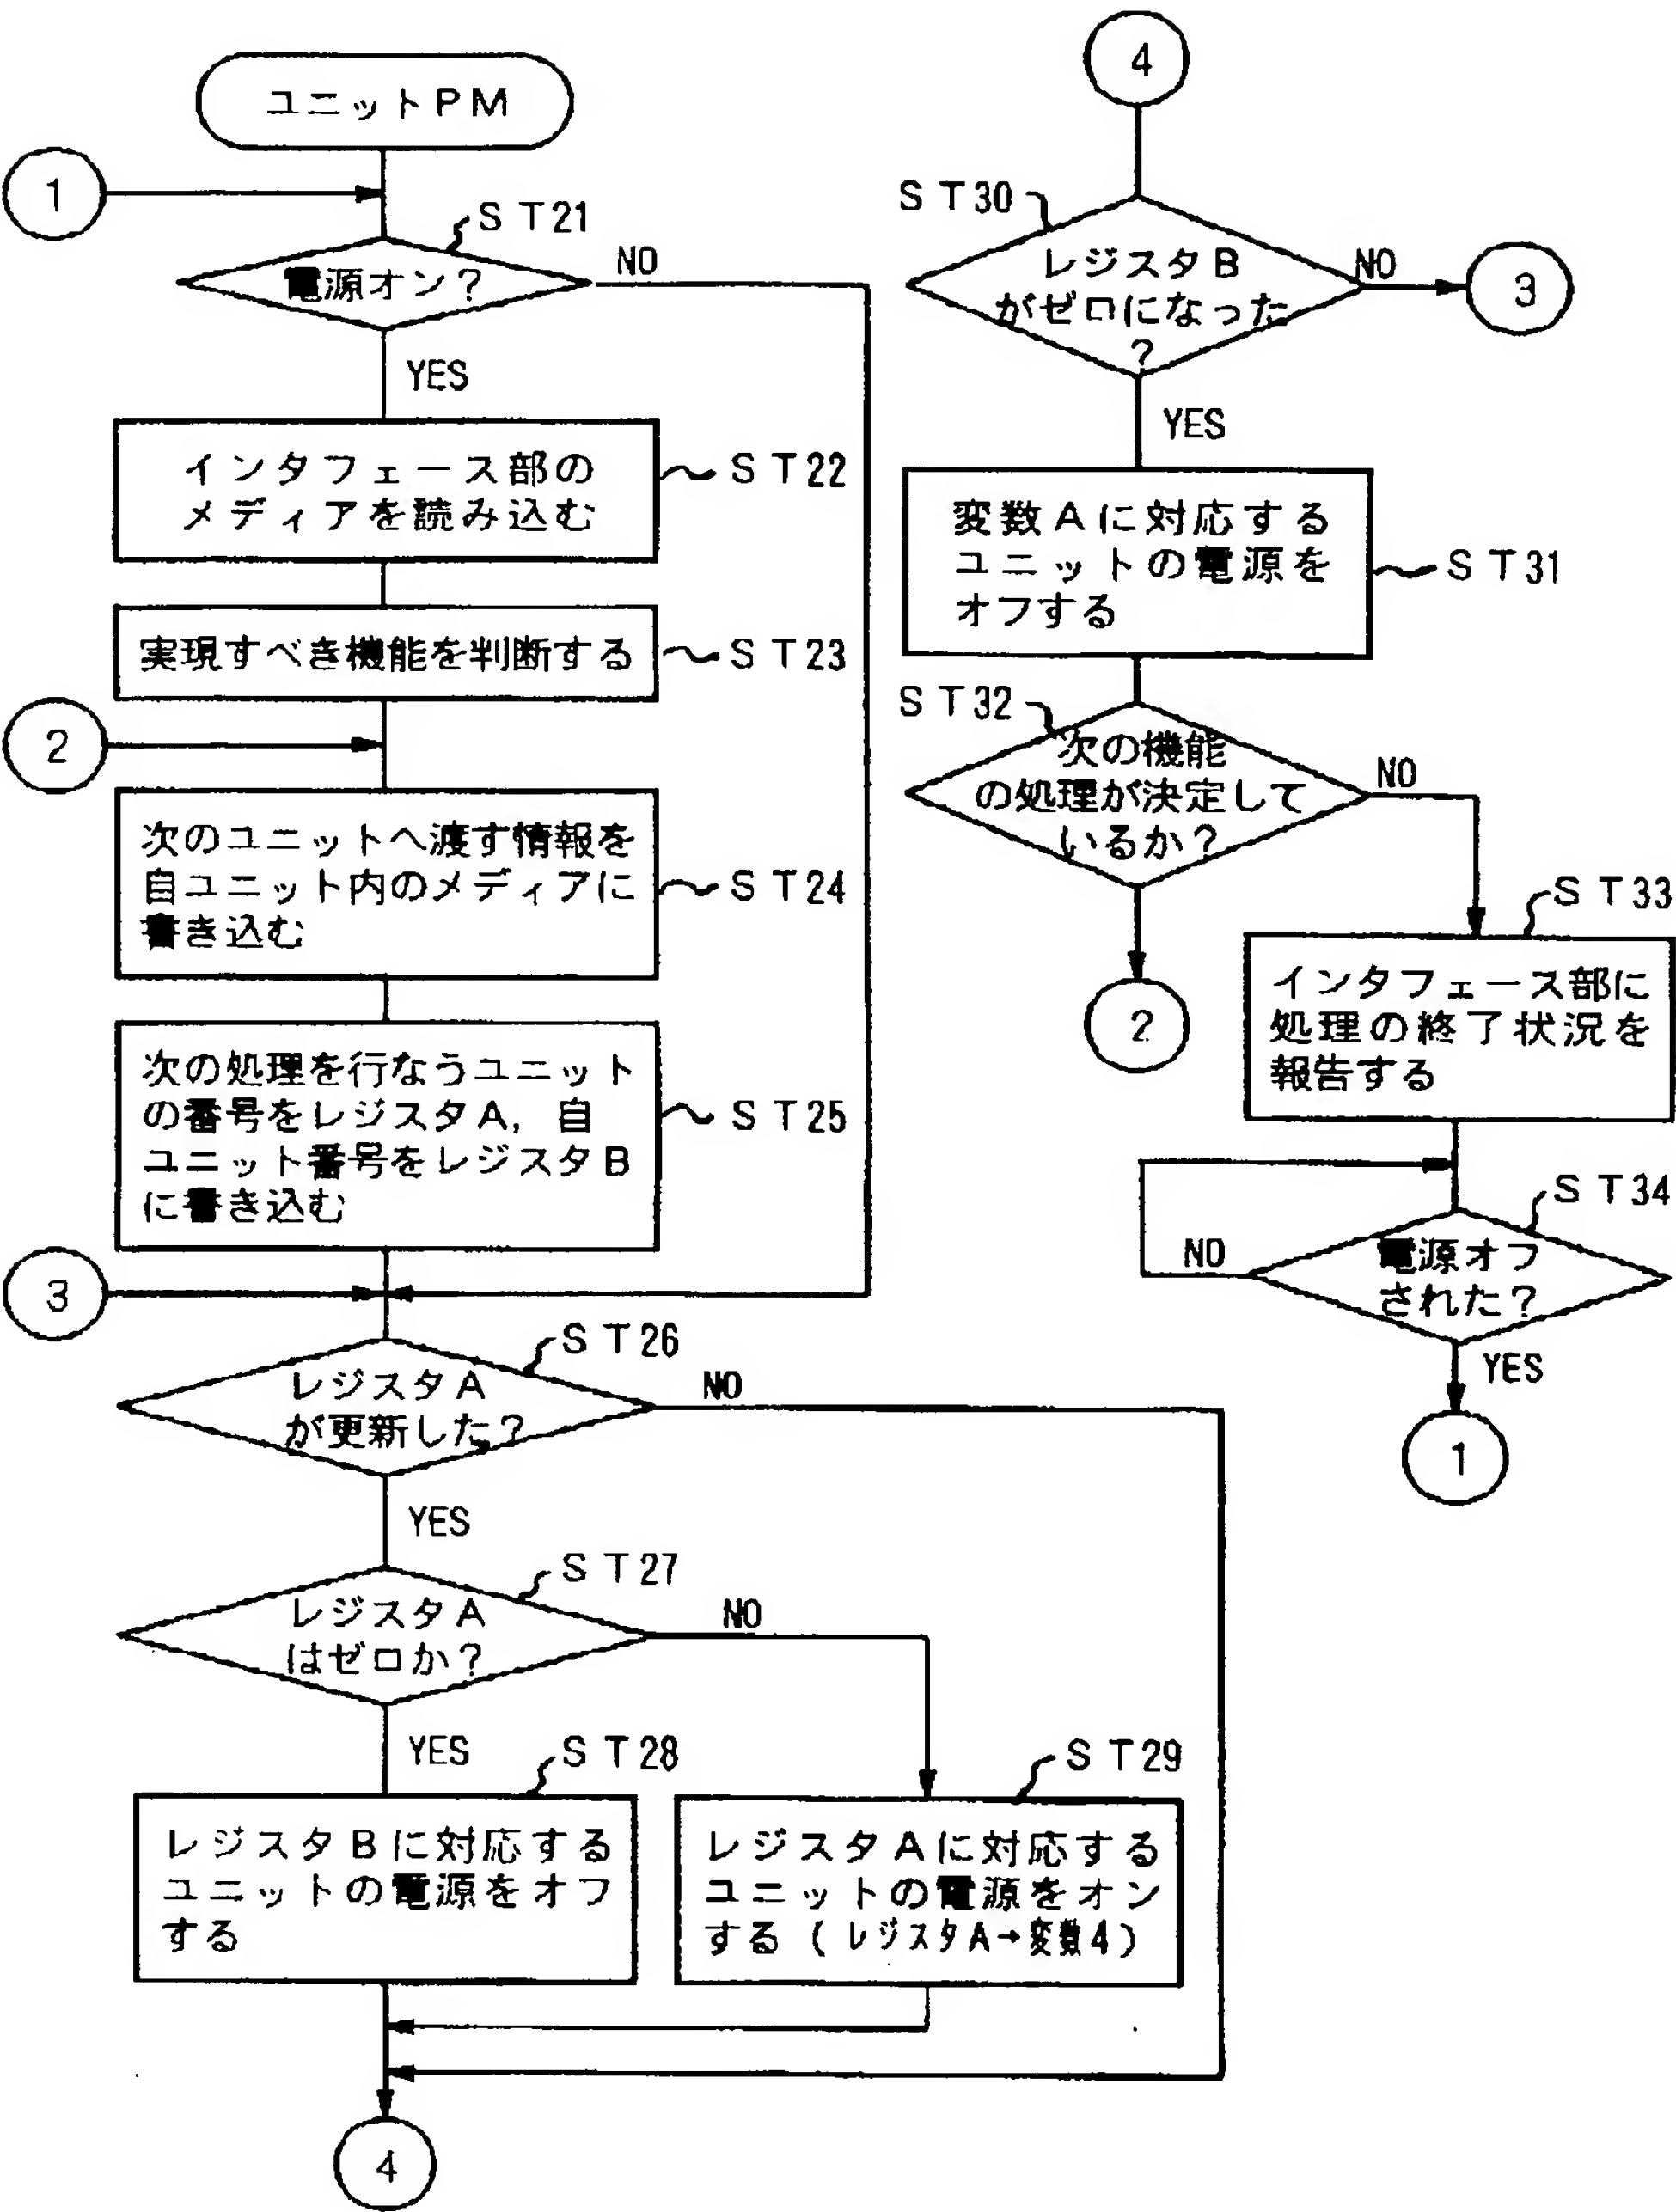 ユニットPM
1
ST21
電源オン？
NO
YES
インタフェース部の
メディアを読み込む
ST22
実現すべき機能を判断する
ST23
2
次のユニットへ渡す情報を
自ユニット内のメディアに
書き込む
ST24
次の処理を行なうユニット
の番号をレジスタA，自
ユニット番号をレジスタB
に書き込む
ST25
3
ST26
レジスタA
が更新した？
NO
YES
ST27
レジスタA
はゼロか？
NO
YES
ST28
レジスタBに対応する
ユニットの電源をオフ
する
ST29
レジスタAに対応する
ユニットの電源をオン
する（レジスタA→変数4）
4
4
ST30
レジスタB
がゼロになった
？
NO
3
YES
変数Aに対応する
ユニットの電源を
オフする
ST31
ST32
次の機能
の処理が決定して
いるか？
NO
2
ST33
インタフェース部に
処理の終了状況を
報告する
ST34
電源オフ
された？
NO
YES
1